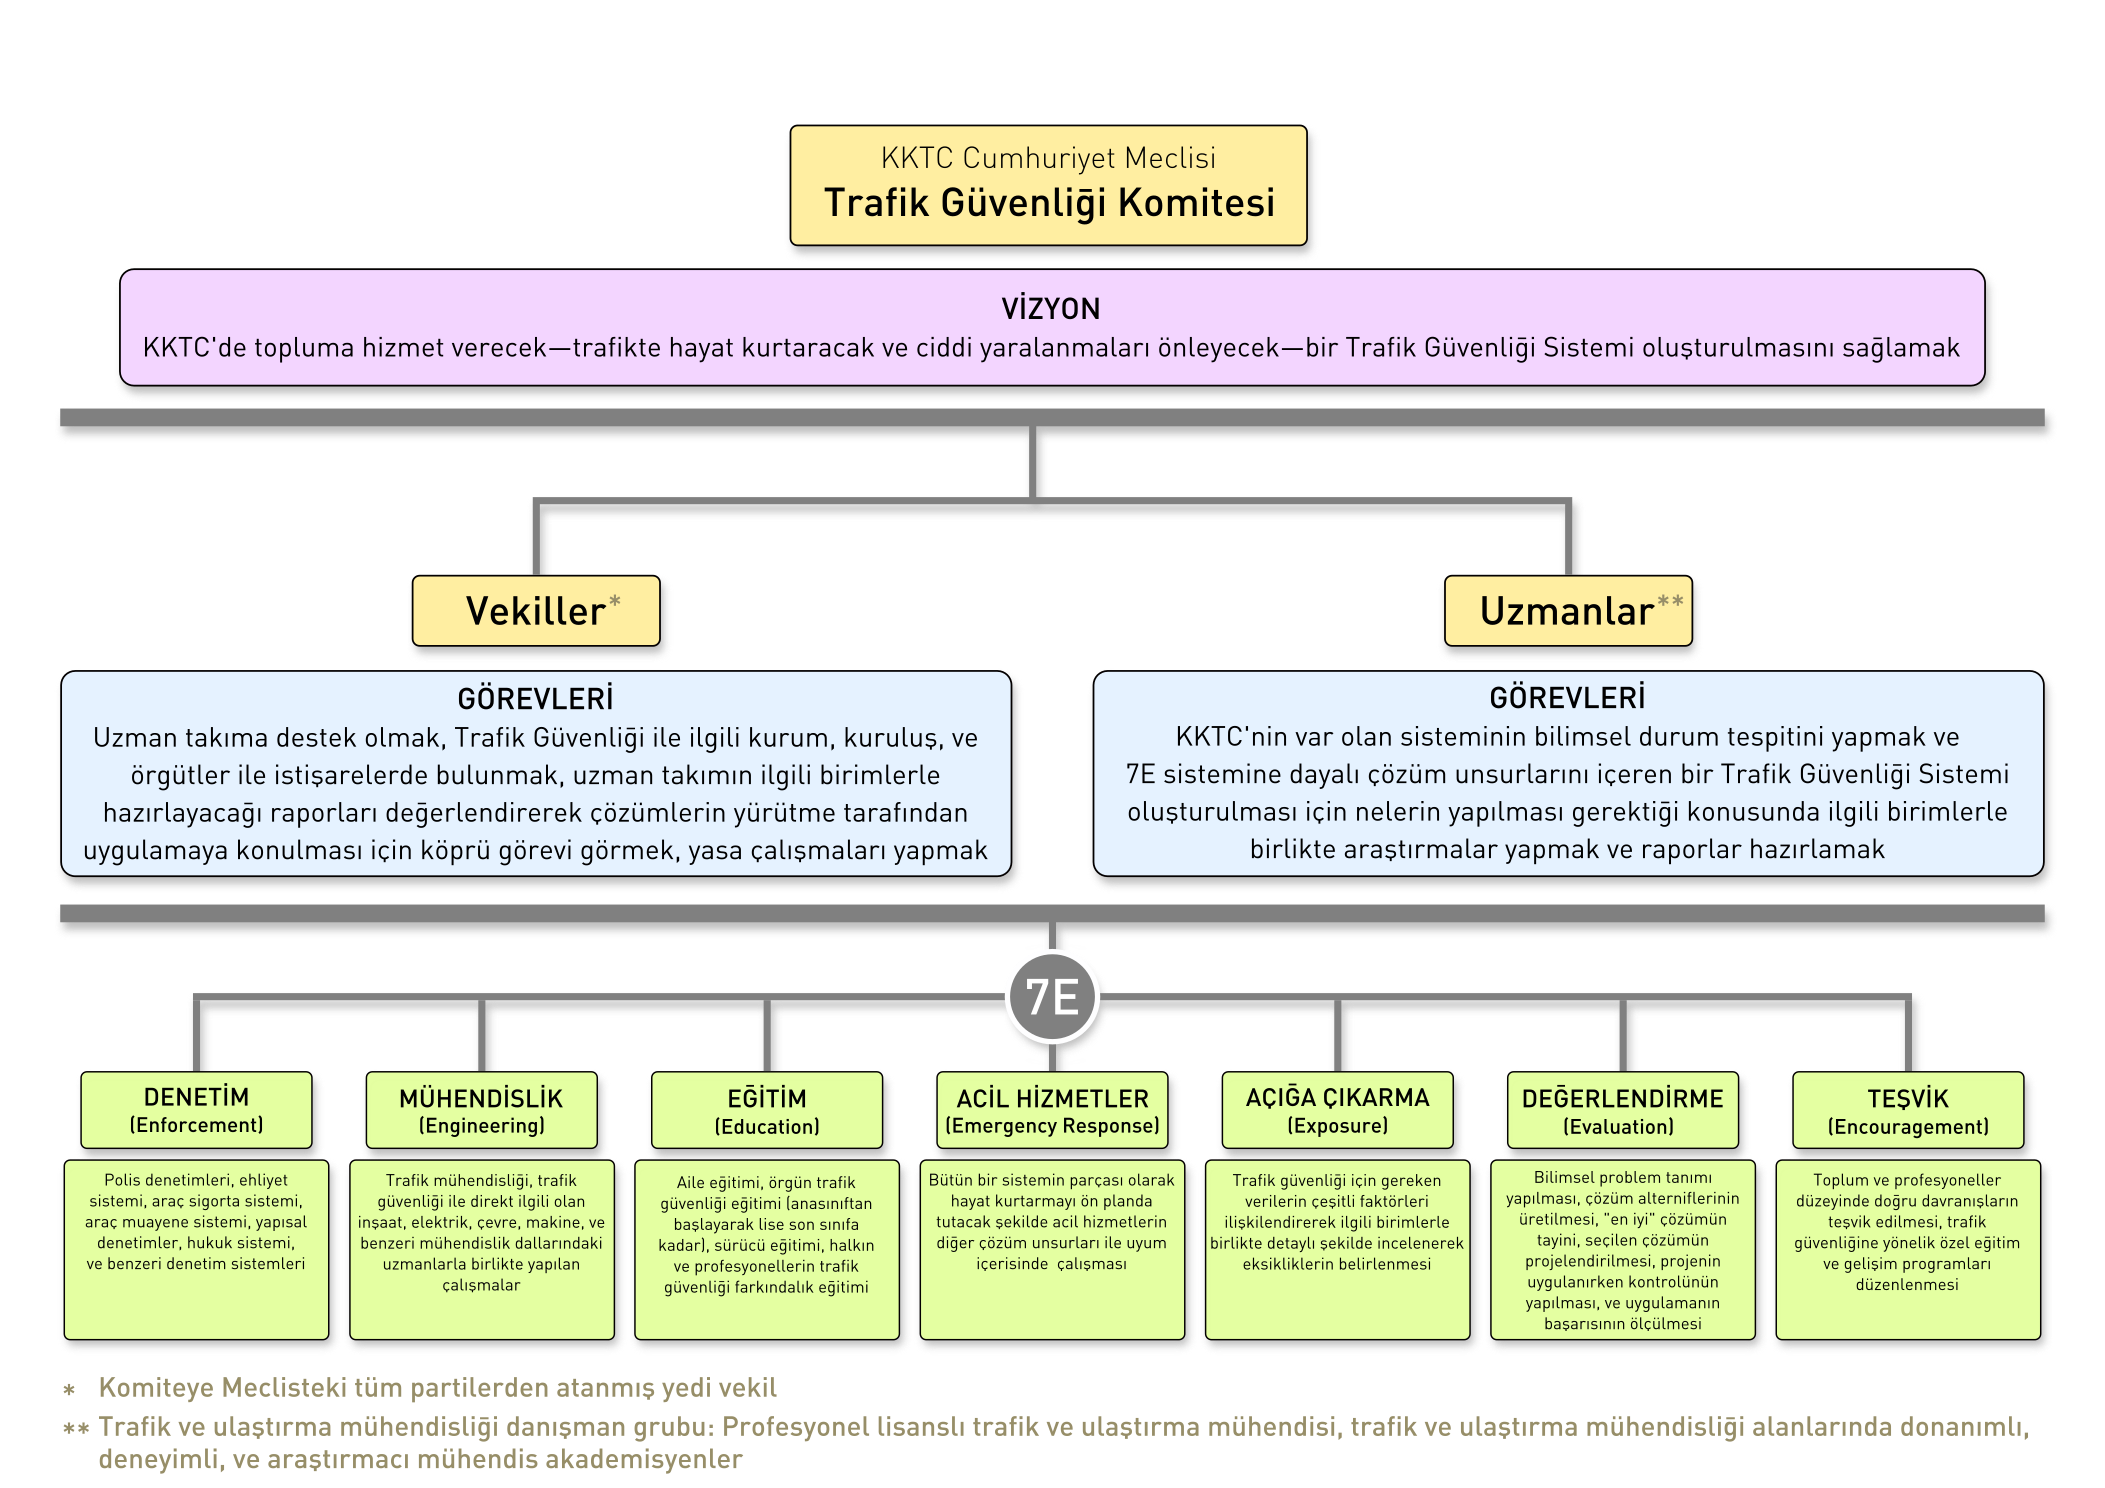 KKTC Cumhuriyet Meclisi
Trafik Güvenliği Komitesi
VİZYON
KKTC'de topluma hizmet verecek—trafikte hayat kurtaracak ve ciddi yaralanmaları önleyecek—bir Trafik Güvenliği Sistemi oluşturulmasını sağlamak
Vekiller*
GÖREVLERİ
Uzman takıma destek olmak, Trafik Güvenliği ile ilgili kurum, kuruluş, ve
örgütler ile istişarelerde bulunmak, uzman takımın ilgili birimlerle
hazırlayacağı raporları değerlendirerek çözümlerin yürütme tarafından
uygulamaya konulması için köprü görevi görmek, yasa çalışmaları yapmak
Uzmanlar**
GÖREVLERİ
KKTC'nin var olan sisteminin bilimsel durum tespitini yapmak ve
7E sistemine dayalı çözüm unsurlarını içeren bir Trafik Güvenliği Sistemi
oluşturulması için nelerin yapılması gerektiği konusunda ilgili birimlerle
birlikte araştırmalar yapmak ve raporlar hazırlamak
7E
DENETİM
(Enforcement)
Polis denetimleri, ehliyet
sistemi, araç sigorta sistemi,
araç muayene sistemi, yapısal
denetimler, hukuk sistemi,
ve benzeri denetim sistemleri
MÜHENDİSLİK
(Engineering)
Trafik mühendisliği, trafik
güvenliği ile direkt ilgili olan
inşaat, elektrik, çevre, makine, ve
benzeri mühendislik dallarındaki
uzmanlarla birlikte yapılan
çalışmalar
EĞİTİM
(Education)
Aile eğitimi, örgün trafik
güvenliği eğitimi (anasınıftan
başlayarak lise son sınıfa
kadar), sürücü eğitimi, halkın
ve profesyonellerin trafik
güvenliği farkındalık eğitimi
ACİL HİZMETLER
(Emergency Response)
Bütün bir sistemin parçası olarak
hayat kurtarmayı ön planda
tutacak şekilde acil hizmetlerin
diğer çözüm unsurları ile uyum
içerisinde çalışması
AÇIĞA ÇIKARMA
(Exposure)
Trafik güvenliği için gereken
verilerin çeşitli faktörleri
ilişkilendirerek ilgili birimlerle
birlikte detaylı şekilde incelenerek
eksikliklerin belirlenmesi
DEĞERLENDİRME
(Evaluation)
Bilimsel problem tanımı
yapılması, çözüm alterniflerinin
üretilmesi, "en iyi" çözümün
tayini, seçilen çözümün
projelendirilmesi, projenin
uygulanırken kontrolünün
yapılması, ve uygulamanın
başarısının ölçülmesi
TEŞVİK
(Encouragement)
Toplum ve profesyoneller
düzeyinde doğru davranışların
teşvik edilmesi, trafik
güvenliğine yönelik özel eğitim
ve gelişim programları
düzenlenmesi
* Komiteye Meclisteki tüm partilerden atanmış yedi vekil
** Trafik ve ulaştırma mühendisliği danışman grubu: Profesyonel lisanslı trafik ve ulaştırma mühendisi, trafik ve ulaştırma mühendisliği alanlarında donanımlı,
deneyimli, ve araştırmacı mühendis akademisyenler